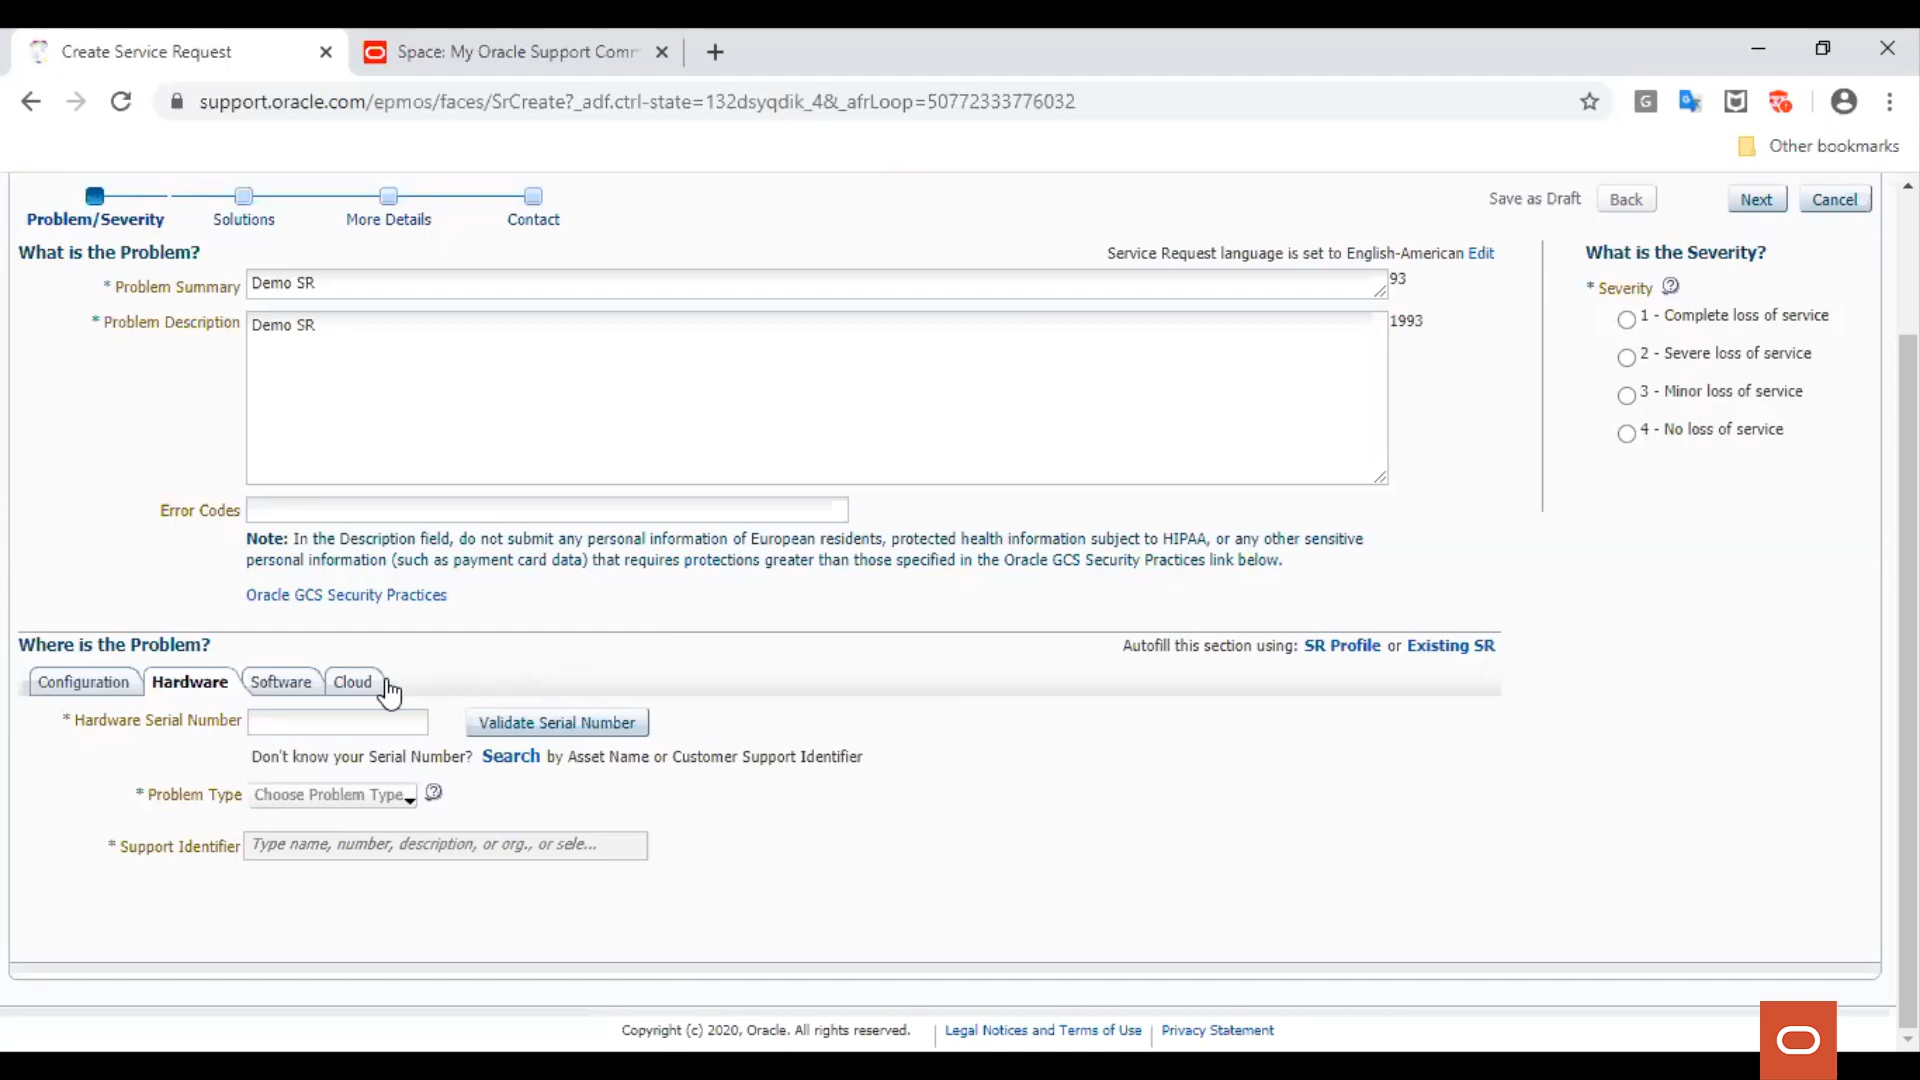 Create Service Request
Space: My Oracle Support Comm
support.oracle.com/epmos/faces/SrCreate?_adf.ctrl-state=132dsyqdik_4&_afrLoop=50772333776032
G
Other bookmarks
Problem/Severity
Solutions
More Details
Contact
Save as Draft
Back
Next
Cancel
What is the Problem?
Service Request language is set to English-American Edit
What is the Severity?
* Problem Summary
Demo SR
93
* Severity
* Problem Description
Demo SR
1993
1 - Complete loss of service
2 - Severe loss of service
3 - Minor loss of service
4 - No loss of service
Error Codes
Note: In the Description field, do not submit any personal information of European residents, protected health information subject to HIPAA, or any other sensitive
personal information (such as payment card data) that requires protections greater than those specified in the Oracle GCS Security Practices link below.
Oracle GCS Security Practices
Where is the Problem?
Autofill this section using: SR Profile or Existing SR
Configuration
Hardware
Software
Cloud
* Hardware Serial Number
Validate Serial Number
Don't know your Serial Number? Search by Asset Name or Customer Support Identifier
* Problem Type
Choose Problem Type
* Support Identifier
Type name, number, description, or org., or sele...
Copyright (c) 2020, Oracle. All rights reserved.
Legal Notices and Terms of Use
Privacy Statement